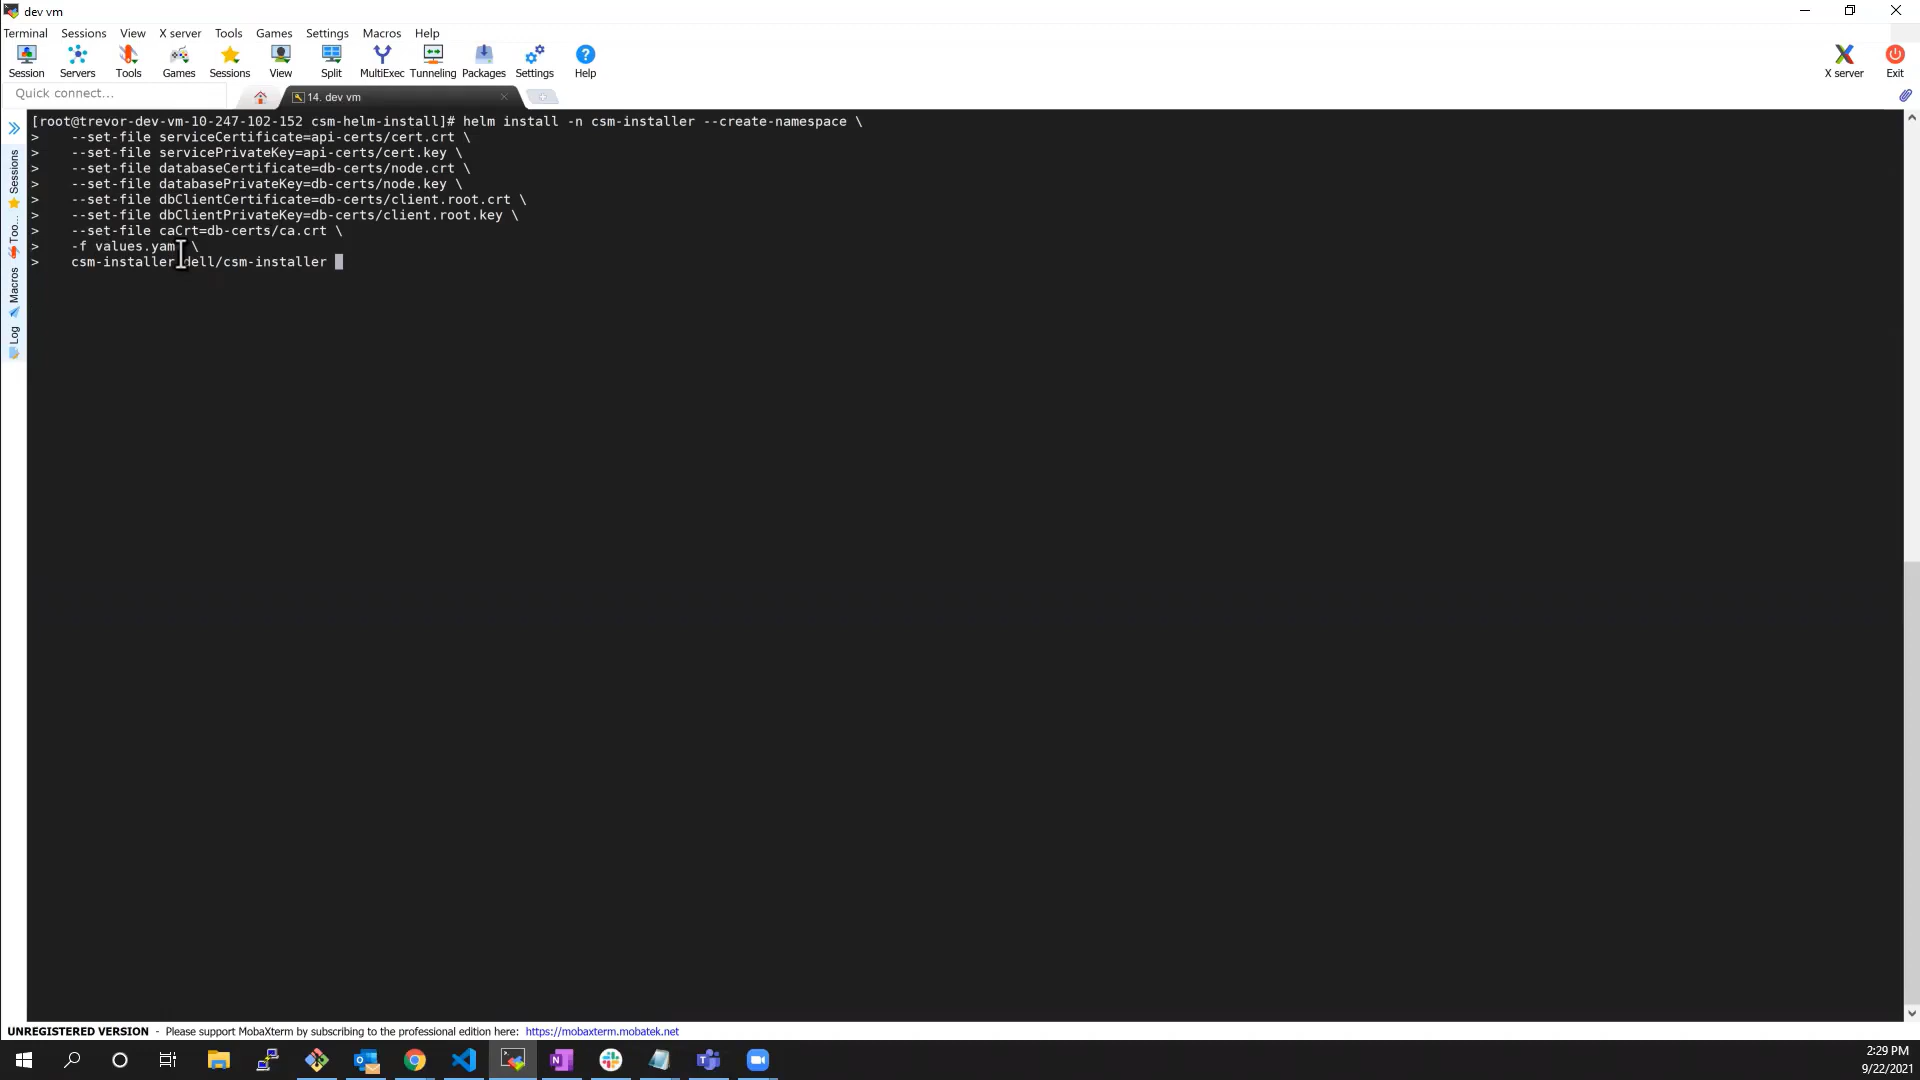 dev vm
Terminal Sessions View X server Tools Games Settings Macros Help
Session Servers Tools Games Sessions View Split MultiExec Tunneling Packages Settings Help X server Exit
Quick connect... 14. dev vm
[root@trevor-dev-vm-10-247-102-152 csm-helm-install]# helm install -n csm-installer --create-namespace \
> --set-file serviceCertificate=api-certs/cert.crt \
> --set-file servicePrivateKey=api-certs/cert.key \
> --set-file databaseCertificate=db-certs/node.crt \
> --set-file databasePrivateKey=db-certs/node.key \
> --set-file dbClientCertificate=db-certs/client.root.crt \
> --set-file dbClientPrivateKey=db-certs/client.root.key \
> --set-file caCrt=db-certs/ca.crt \
> -f values.yaml \
> csm-installer dell/csm-installer
Sessions
Too...
Macros
Log
UNREGISTERED VERSION - Please support MobaXterm by subscribing to the professional edition here: https://mobaxterm.mobatek.net
2:29 PM
9/22/2021